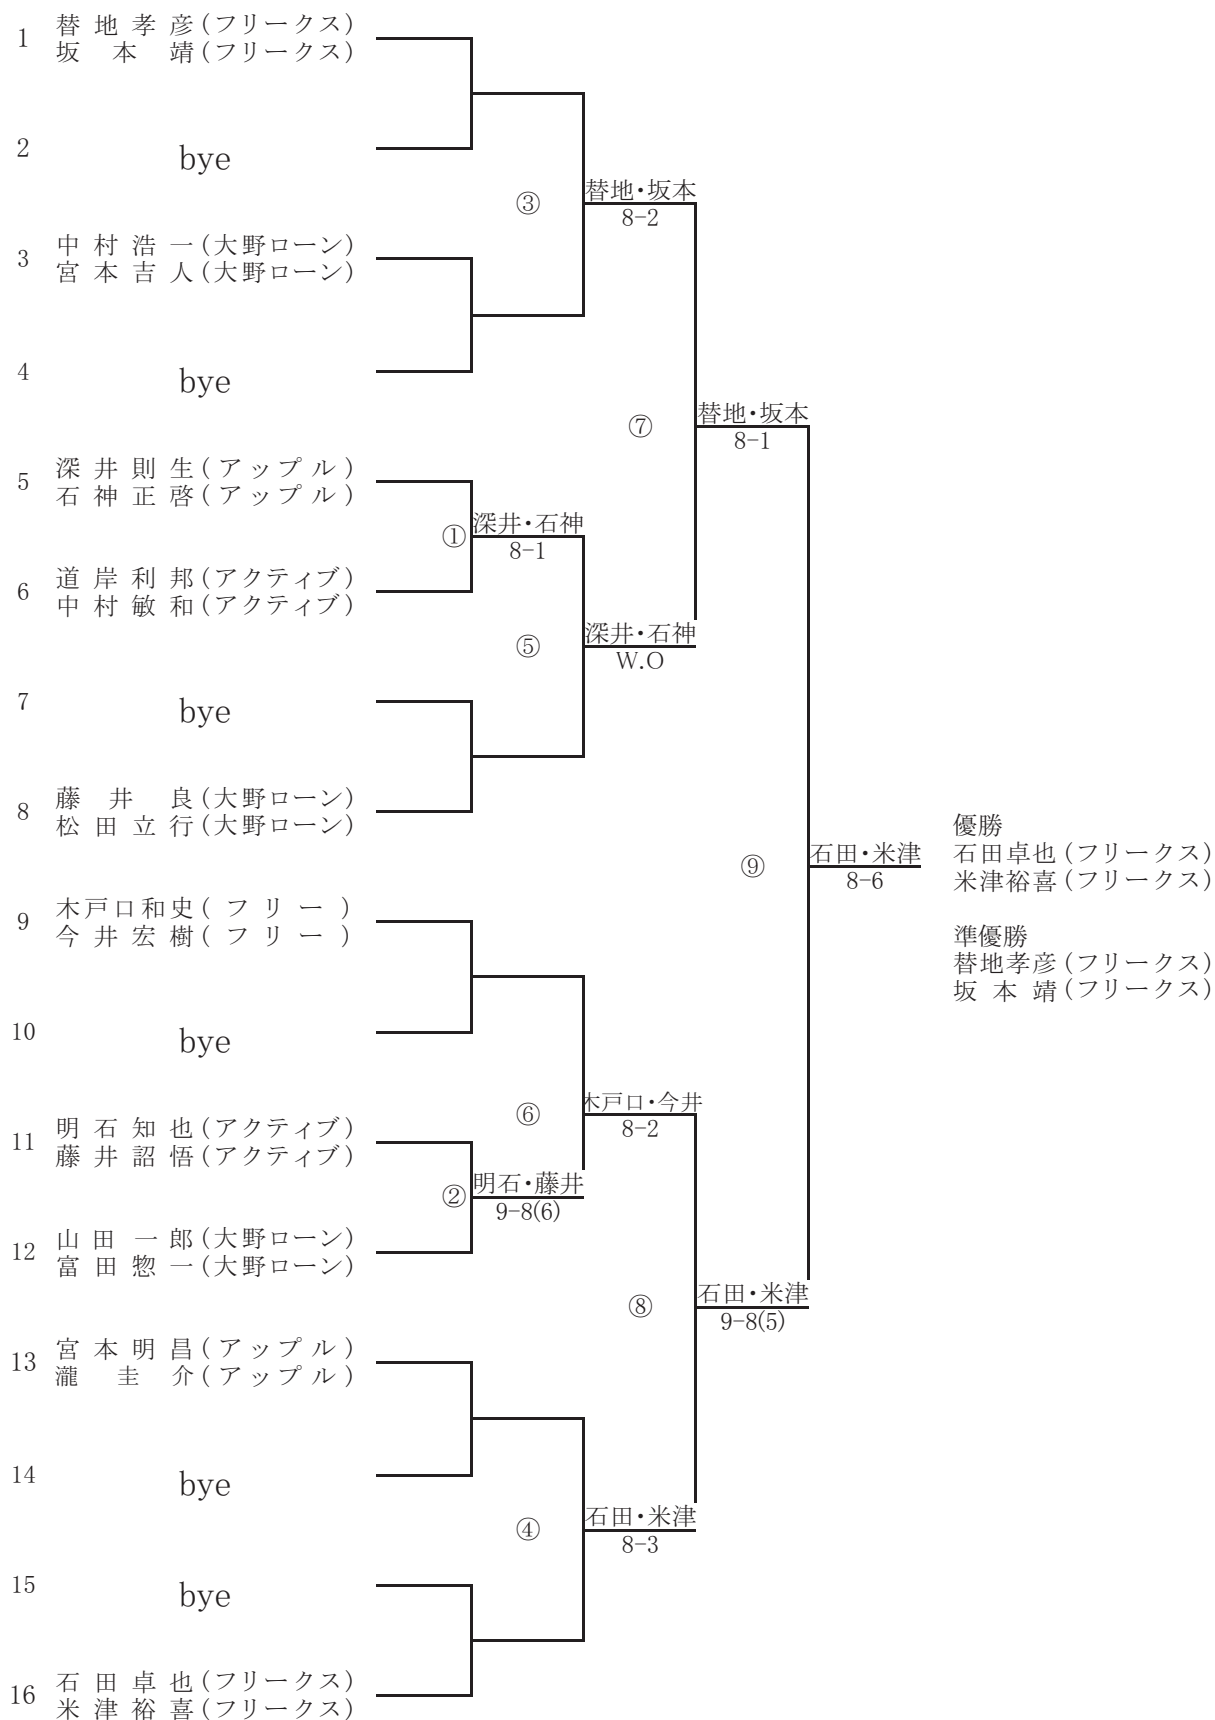 1
替地孝彦(フリークス)
坂本靖(フリークス)
2
bye
③
替地・坂本
8-2
3
中村浩一(大野ローン)
宮本吉人(大野ローン)
4
bye
⑦
替地・坂本
8-1
5
深井則生(アップル)
石神正啓(アップル)
①
深井・石神
8-1
6
道岸利邦(アクティブ)
中村敏和(アクティブ)
⑤
深井・石神
W.O
7
bye
8
藤井良(大野ローン)
松田立行(大野ローン)
⑨
石田・米津
8-6
優勝
石田卓也(フリークス)
米津裕喜(フリークス)
準優勝
替地孝彦(フリークス)
坂本靖(フリークス)
9
木戸口和史(フリー)
今井宏樹(フリー)
10
bye
⑥
木戸口・今井
8-2
11
明石知也(アクティブ)
藤井詔悟(アクティブ)
②
明石・藤井
9-8(6)
12
山田一郎(大野ローン)
富田惣一(大野ローン)
⑧
石田・米津
9-8(5)
13
宮本明昌(アップル)
瀧圭介(アップル)
14
bye
④
石田・米津
8-3
15
bye
16
石田卓也(フリークス)
米津裕喜(フリークス)